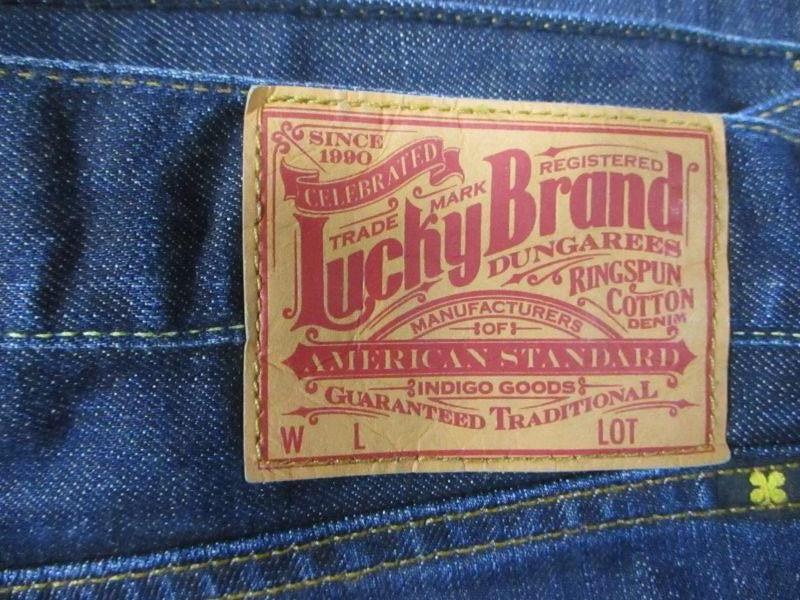 SINCE
1990
CELEBRATED
TRADE MARK
REGISTERED
Lucky Brand
DUNGAREES
RINGSPUN
COTTON
DENIM
MANUFACTURERS
OF
AMERICAN STANDARD
INDIGO GOODS
GUARANTEED TRADITIONAL
W L LOT